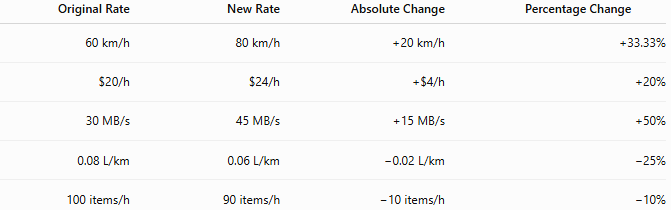 Original Rate New Rate Absolute Change Percentage Change
60 km/h 80 km/h +20 km/h +33.33%
$20/h $24/h +$4/h +20%
30 MB/s 45 MB/s +15 MB/s +50%
0.08 L/km 0.06 L/km −0.02 L/km −25%
100 items/h 90 items/h −10 items/h −10%